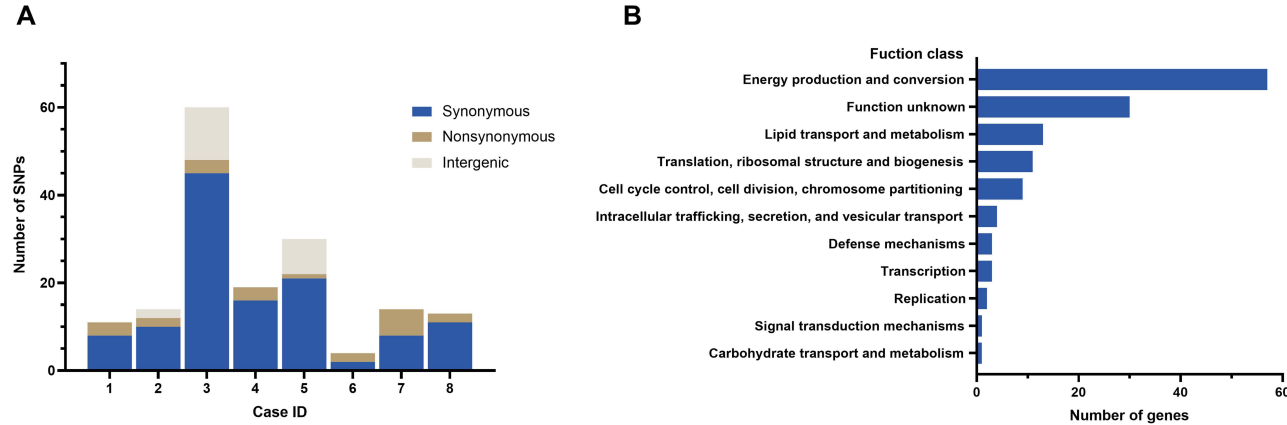 A
Number of SNPs
60
40
20
0
1 2 3 4 5 6 7 8
Case ID
Synonymous
Nonsynonymous
Intergenic
B
Fuction class
Energy production and conversion
Function unknown
Lipid transport and metabolism
Translation, ribosomal structure and biogenesis
Cell cycle control, cell division, chromosome partitioning
Intracellular trafficking, secretion, and vesicular transport
Defense mechanisms
Transcription
Replication
Signal transduction mechanisms
Carbohydrate transport and metabolism
0 20 40 60
Number of genes